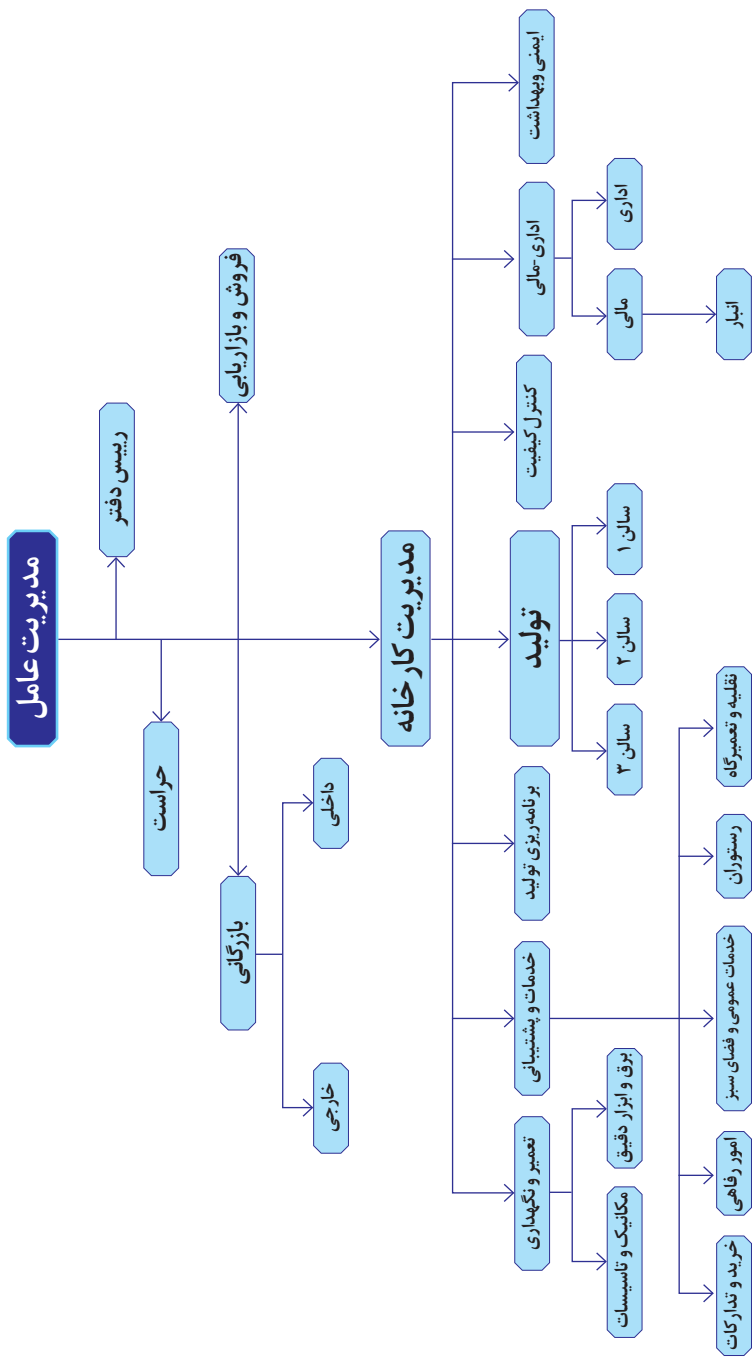 مدیریت عامل
رییس دفتر
حراست
فروش و بازاریابی
بازرگانی
داخلی
خارجی
مدیریت کارخانه
ایمنی وبهداشت
اداری-مالی
کنترل کیفیت
تولید
برنامه ریزی تولید
خدمات و پشتیبانی
تعمیر و نگهداری
اداری
مالی
سالن ۱
سالن ۲
سالن ۳
برق و ابزار دقیق
مکانیک و تاسیسات
انبار
نقلیه و تعمیرگاه
رستوران
خدمات عمومی و فضای سبز
امور رفاهی
خرید و تدارکات